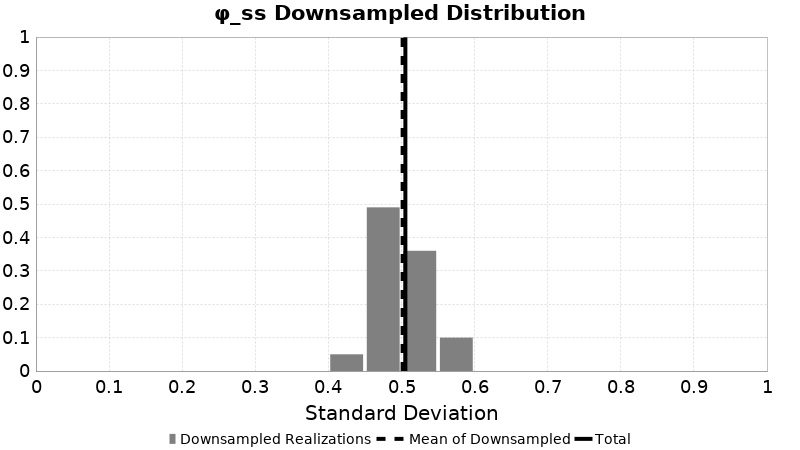 φ_ss Downsampled Distribution
1
0.9
0.8
0.7
0.6
0.5
0.4
0.3
0.2
0.1
0
0 0.1 0.2 0.3 0.4 0.5 0.6 0.7 0.8 0.9 1
Standard Deviation
Downsampled Realizations Mean of Downsampled Total